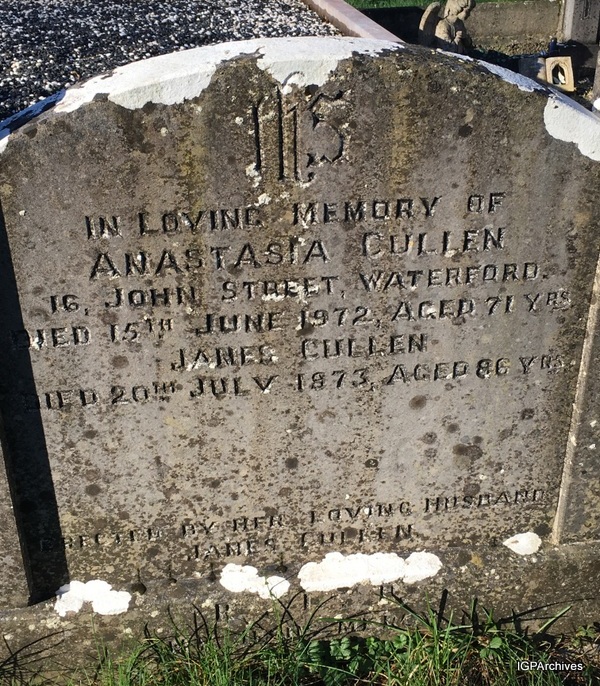 IHS
IN LOVING MEMORY OF
ANASTASIA CULLEN
16, JOHN STREET, WATERFORD.
DIED 15TH JUNE 1972, AGED 71 YRS
JAMES CULLEN
DIED 20TH JULY 1973, AGED 86 YRS.
ERECTED BY HER LOVING HUSBAND
JAMES CULLEN
R. I. P.
IGPArchives